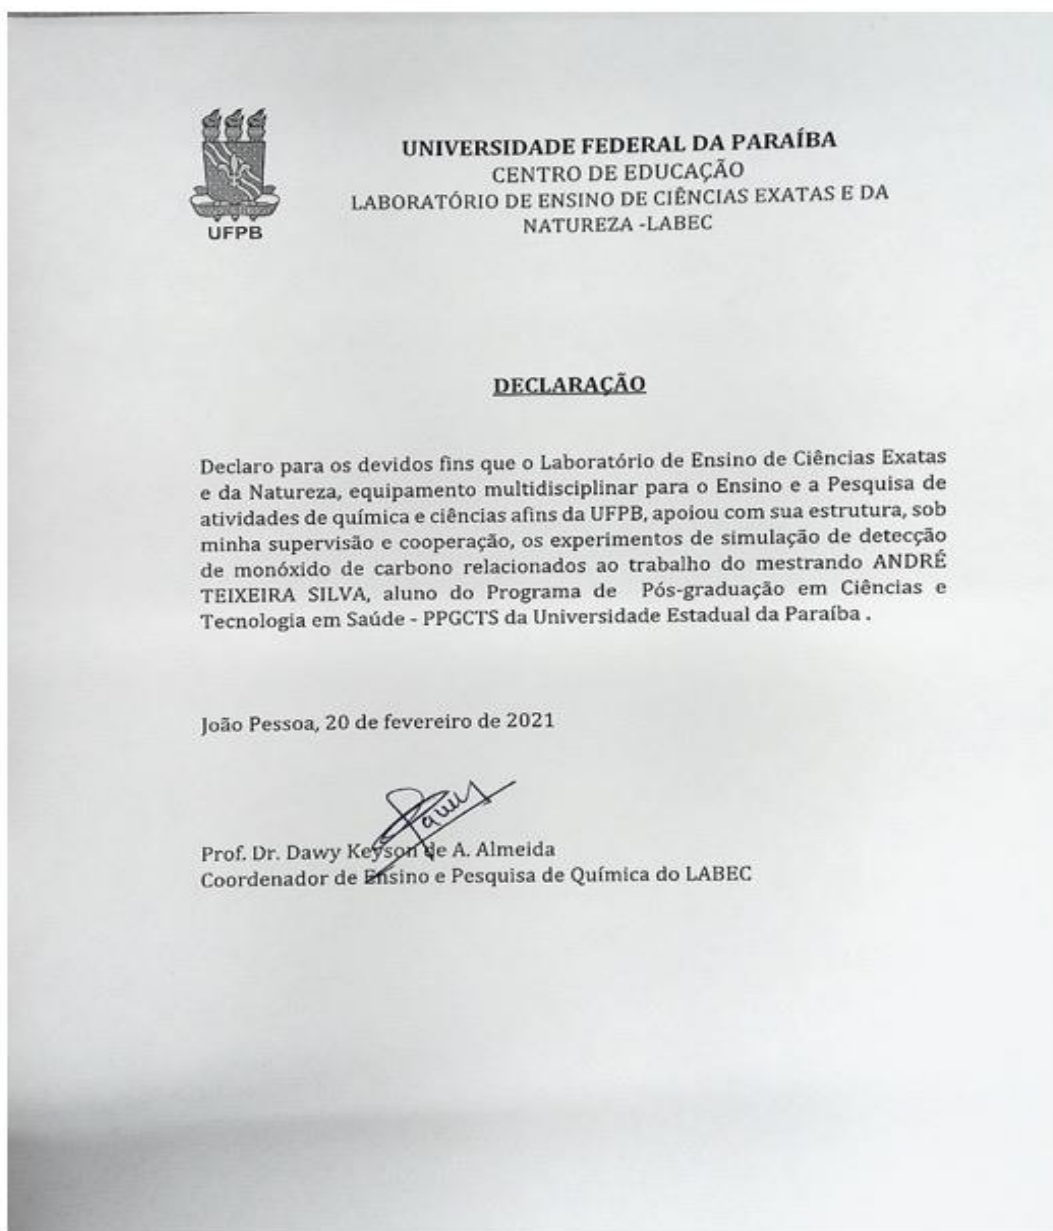 UFPB
UNIVERSIDADE FEDERAL DA PARAÍBA
CENTRO DE EDUCAÇÃO
LABORATÓRIO DE ENSINO DE CIÊNCIAS EXATAS E DA
NATUREZA -LABEC
DECLARAÇÃO
Declaro para os devidos fins que o Laboratório de Ensino de Ciências Exatas
e da Natureza, equipamento multidisciplinar para o Ensino e a Pesquisa de
atividades de química e ciências afins da UFPB, apoiou com sua estrutura, sob
minha supervisão e cooperação, os experimentos de simulação de detecção
de monóxido de carbono relacionados ao trabalho do mestrando ANDRÉ
TEIXEIRA SILVA, aluno do Programa de Pós-graduação em Ciências e
Tecnologia em Saúde - PPGCTS da Universidade Estadual da Paraíba .
João Pessoa, 20 de fevereiro de 2021
Prof. Dr. Dawy Keyson de A. Almeida
Coordenador de Ensino e Pesquisa de Química do LABEC